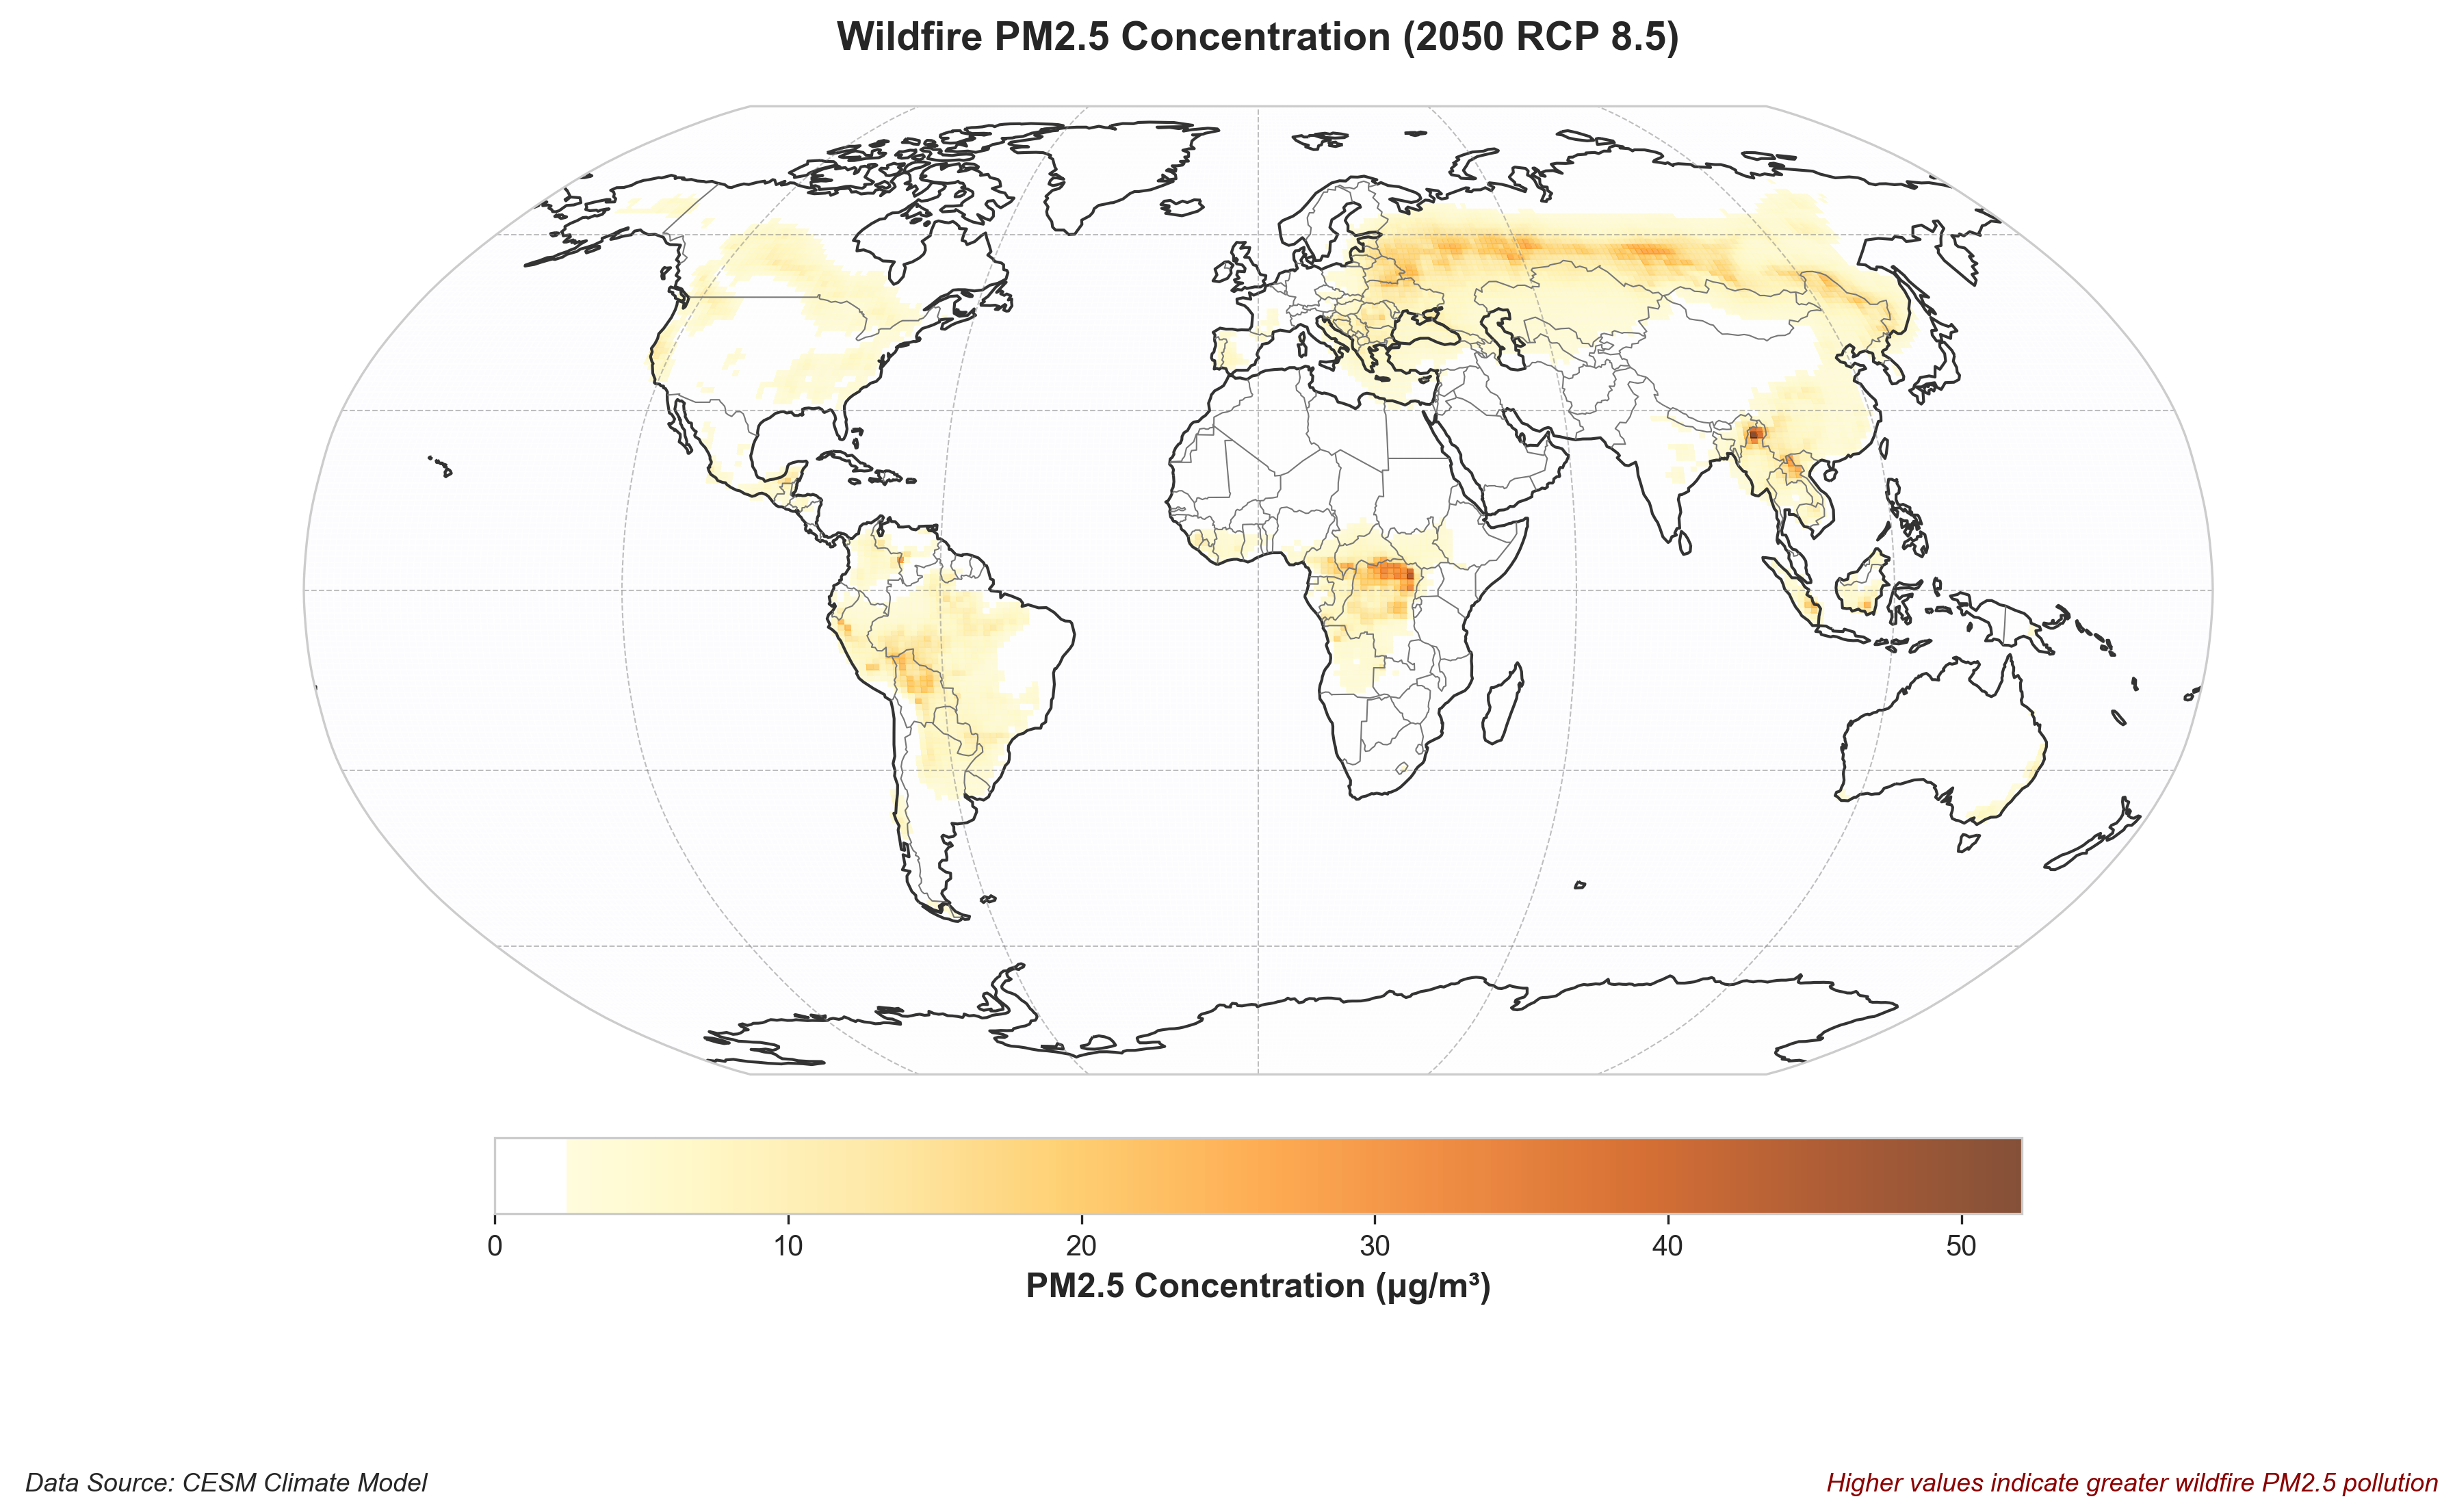 Wildfire PM2.5 Concentration (2050 RCP 8.5)
0 10 20 30 40 50
PM2.5 Concentration (µg/m³)
Data Source: CESM Climate Model
Higher values indicate greater wildfire PM2.5 pollution